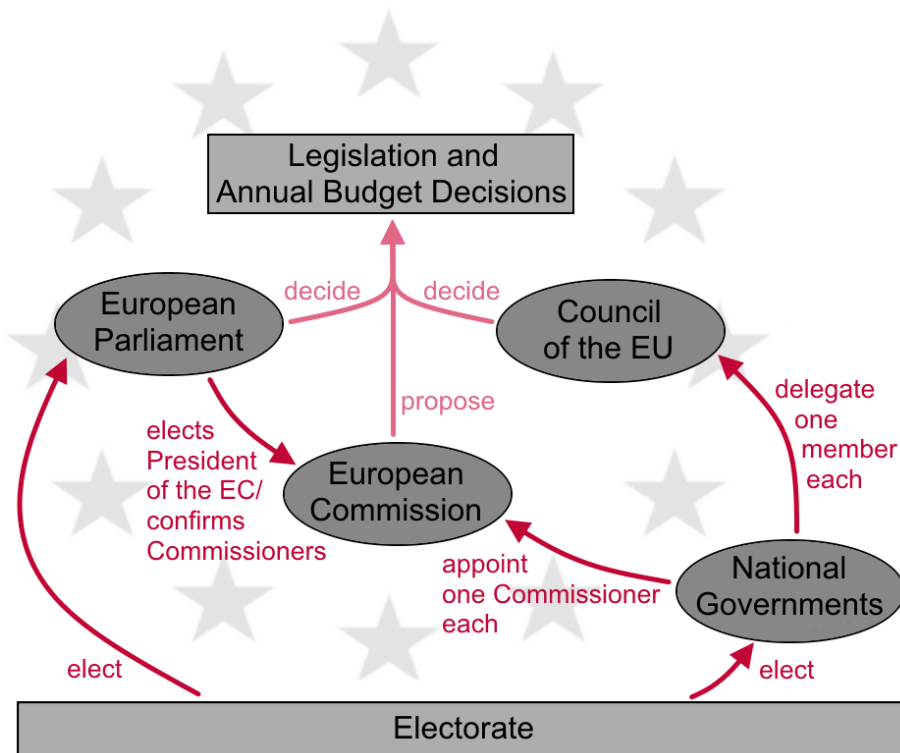 Legislation and
Annual Budget Decisions
decide
decide
European
Parliament
Council
of the EU
propose
delegate
one
member
each
elects
President
of the EC/
confirms
Commissioners
European
Commission
appoint
one Commissioner
each
National
Governments
elect
elect
Electorate